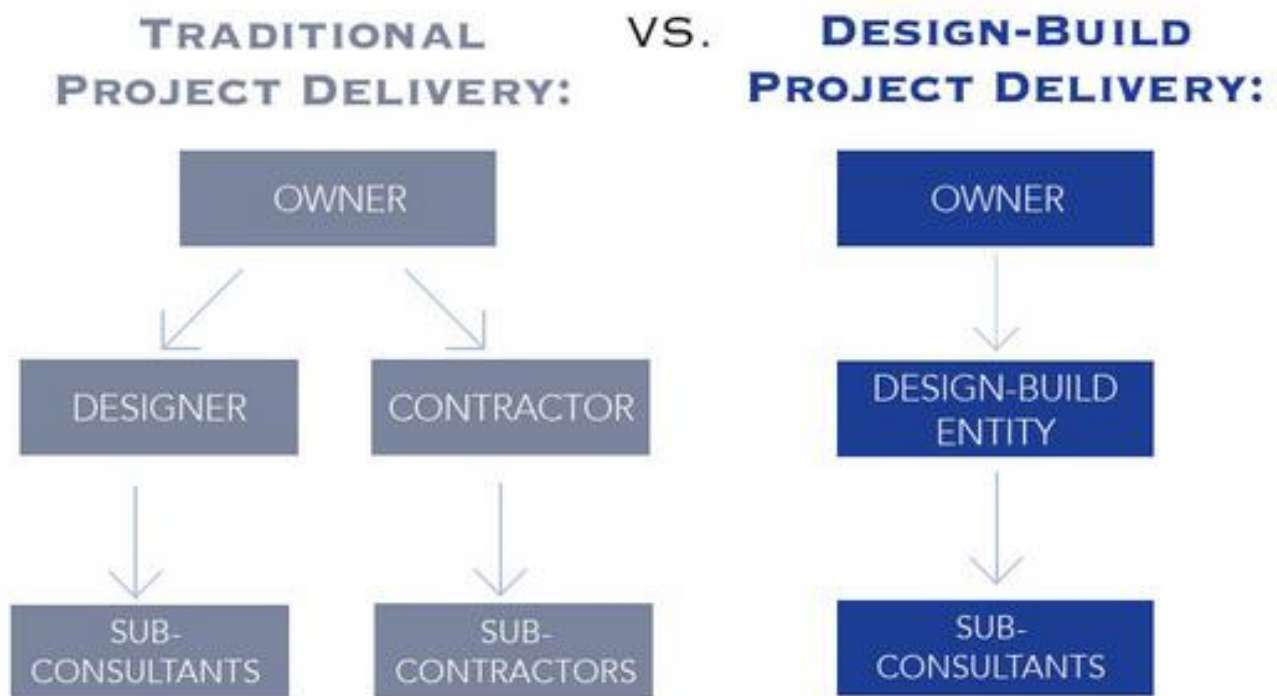 TRADITIONAL
PROJECT DELIVERY:
VS.
DESIGN-BUILD
PROJECT DELIVERY:
OWNER
DESIGNER
CONTRACTOR
SUB-
CONSULTANTS
SUB-
CONTRACTORS
OWNER
DESIGN-BUILD
ENTITY
SUB-
CONSULTANTS